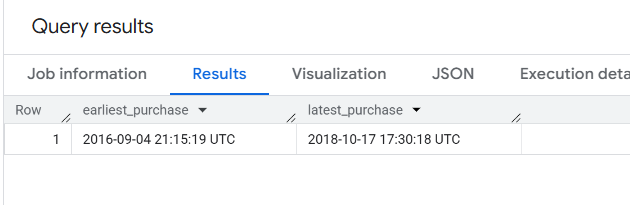 Query results
Job information Results Visualization JSON Execution deta
Row earliest_purchase latest_purchase
1 2016-09-04 21:15:19 UTC 2018-10-17 17:30:18 UTC